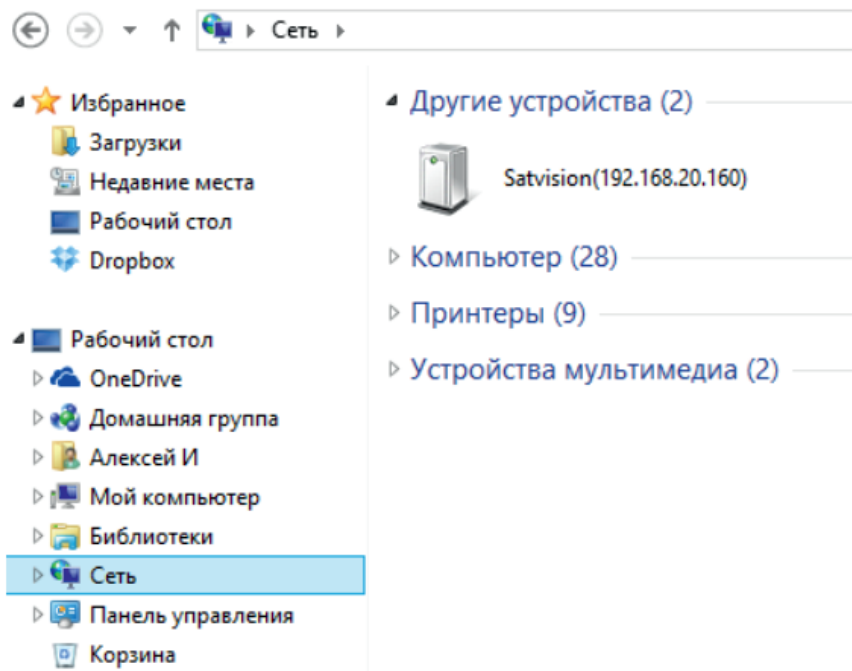 Сеть
Избранное
Загрузки
Недавние места
Рабочий стол
Dropbox
Рабочий стол
OneDrive
Домашняя группа
Алексей И
Мой компьютер
Библиотеки
Сеть
Панель управления
Корзина
Другие устройства (2)
Satvision(192.168.20.160)
Компьютер (28)
Принтеры (9)
Устройства мультимедиа (2)